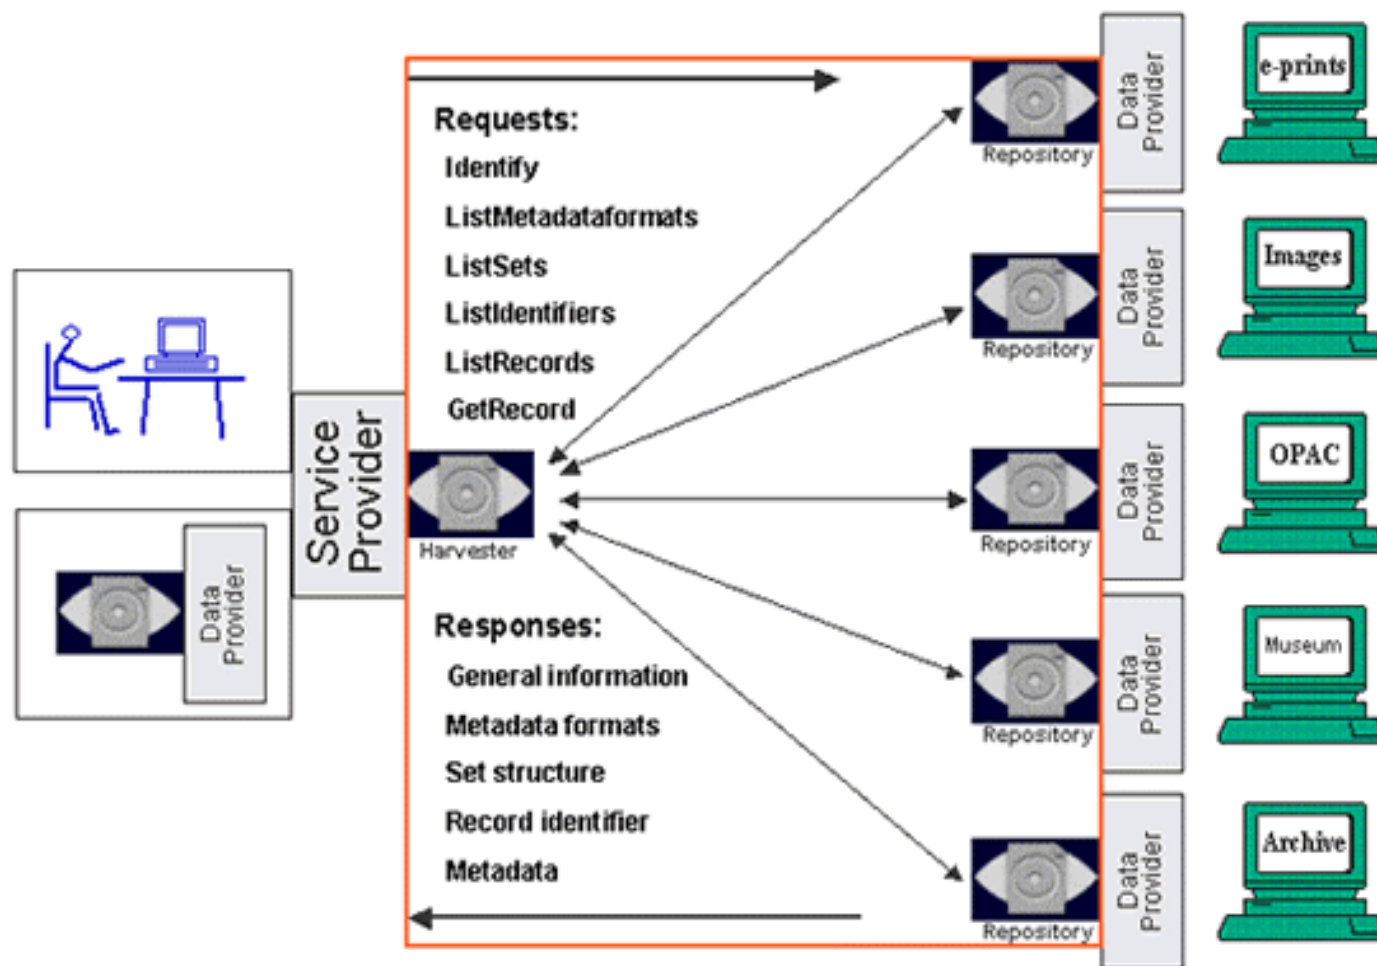 Requests:
Identify
ListMetadataformats
ListSets
ListIdentifiers
ListRecords
GetRecord
Service
Provider
Harvester
Data
Provider
Responses:
General information
Metadata formats
Set structure
Record identifier
Metadata
Repository
Data
Provider
e-prints
Repository
Data
Provider
Images
Repository
Data
Provider
OPAC
Repository
Data
Provider
Museum
Repository
Data
Provider
Archive